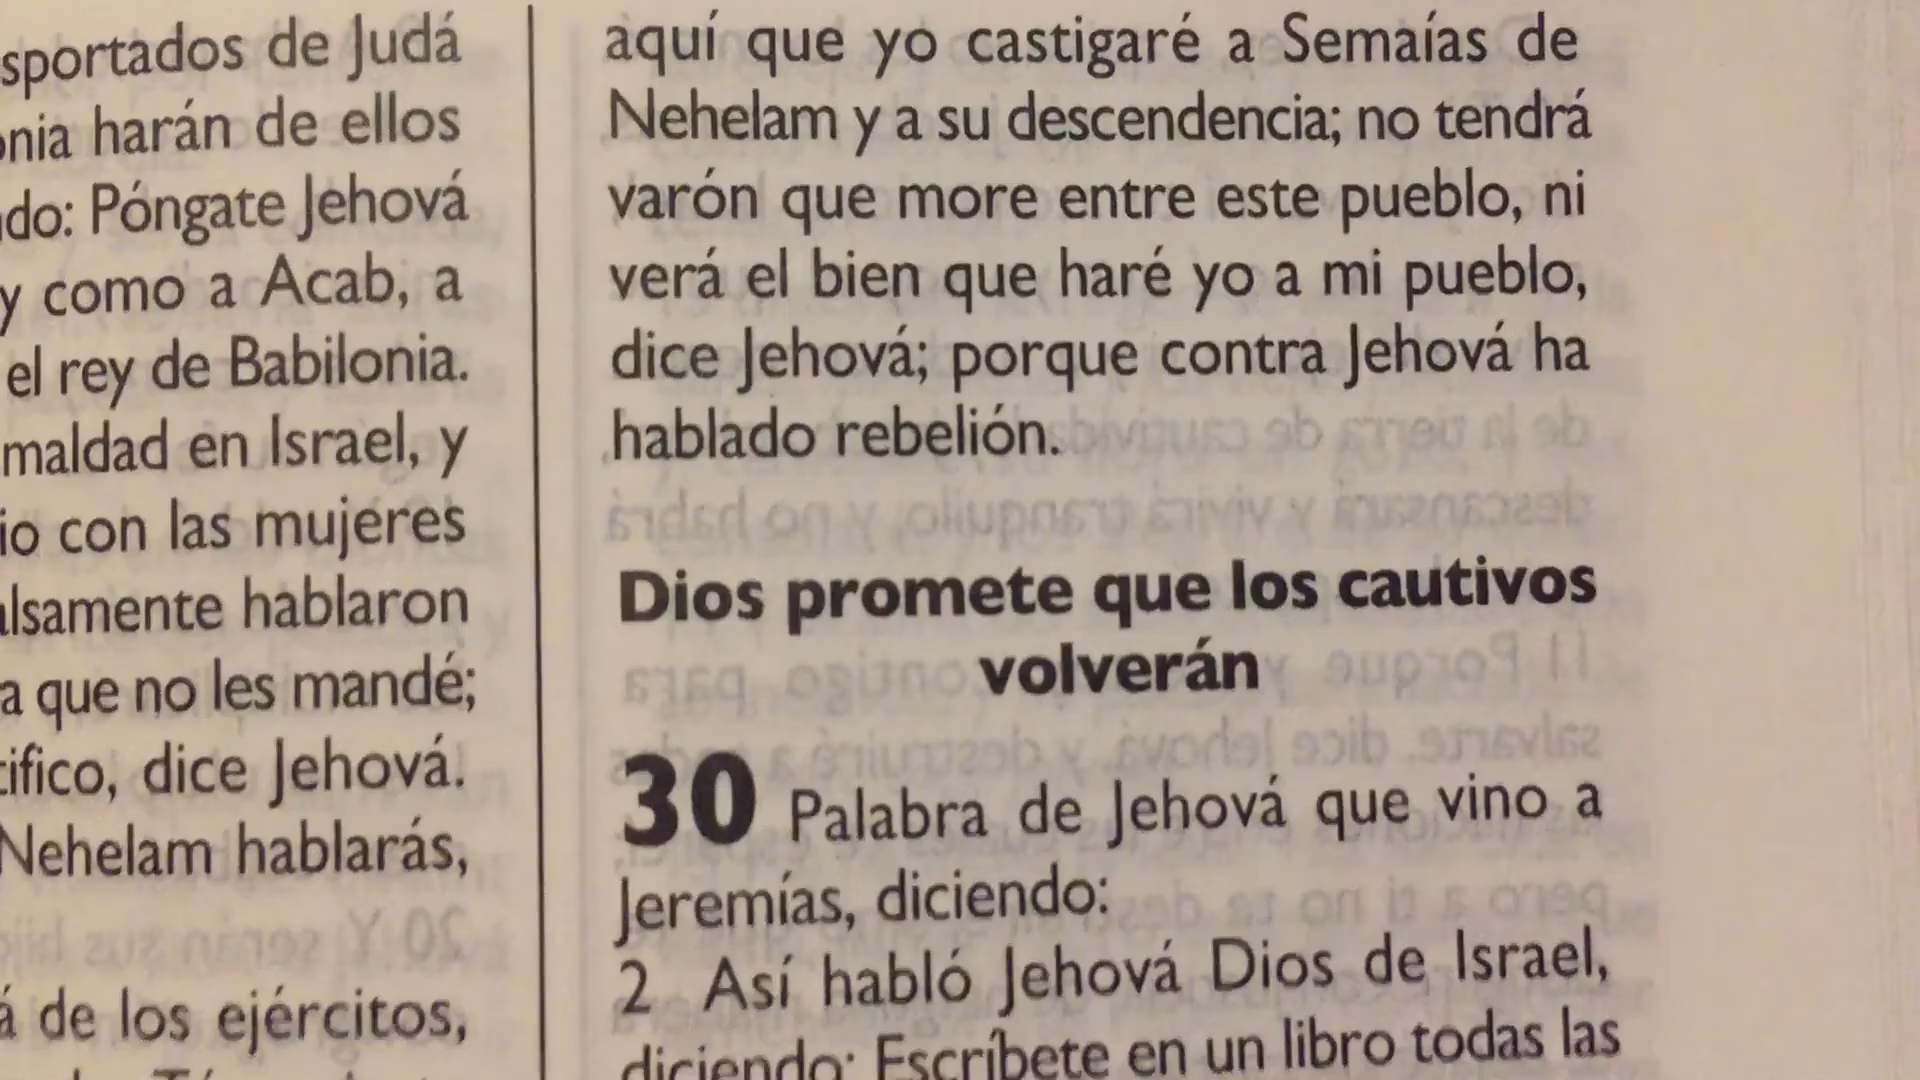 sportados de Judá
onia harán de ellos
do: Póngate Jehová
y como a Acab, a
el rey de Babilonia.
maldad en Israel, y
io con las mujeres
alsamente hablaron
a que no les mandé;
tifico, dice Jehová.
Nehelam hablarás,
á de los ejércitos,
aquí que yo castigaré a Semaías de
Nehelam y a su descendencia; no tendrá
varón que more entre este pueblo, ni
verá el bien que haré yo a mi pueblo,
dice Jehová; porque contra Jehová ha
hablado rebelión.
Dios promete que los cautivos
volverán
30 Palabra de Jehová que vino a
Jeremías, diciendo:
2 Así habló Jehová Dios de Israel,
diciendo: Escríbete en un libro todas las